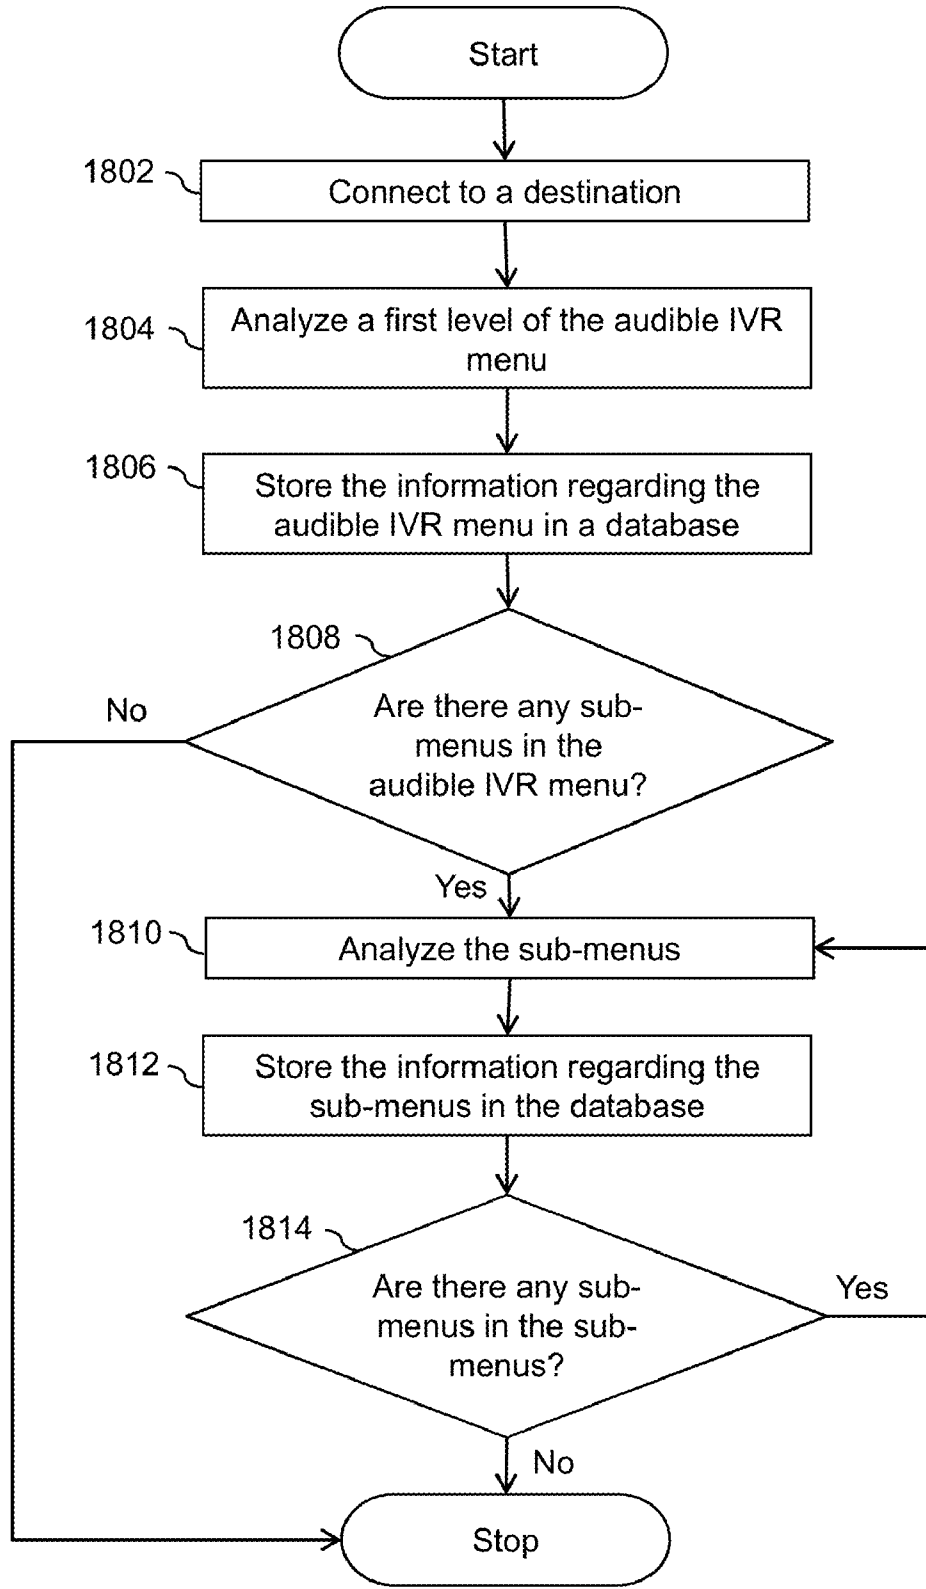 Start
1802
Connect to a destination
1804
Analyze a first level of the audible IVR
menu
1806
Store the information regarding the
audible IVR menu in a database
1808
No
Are there any sub-
menus in the
audible IVR menu?
Yes
1810
Analyze the sub-menus
1812
Store the information regarding the
sub-menus in the database
1814
Are there any sub-
menus in the sub-
menus?
Yes
No
Stop